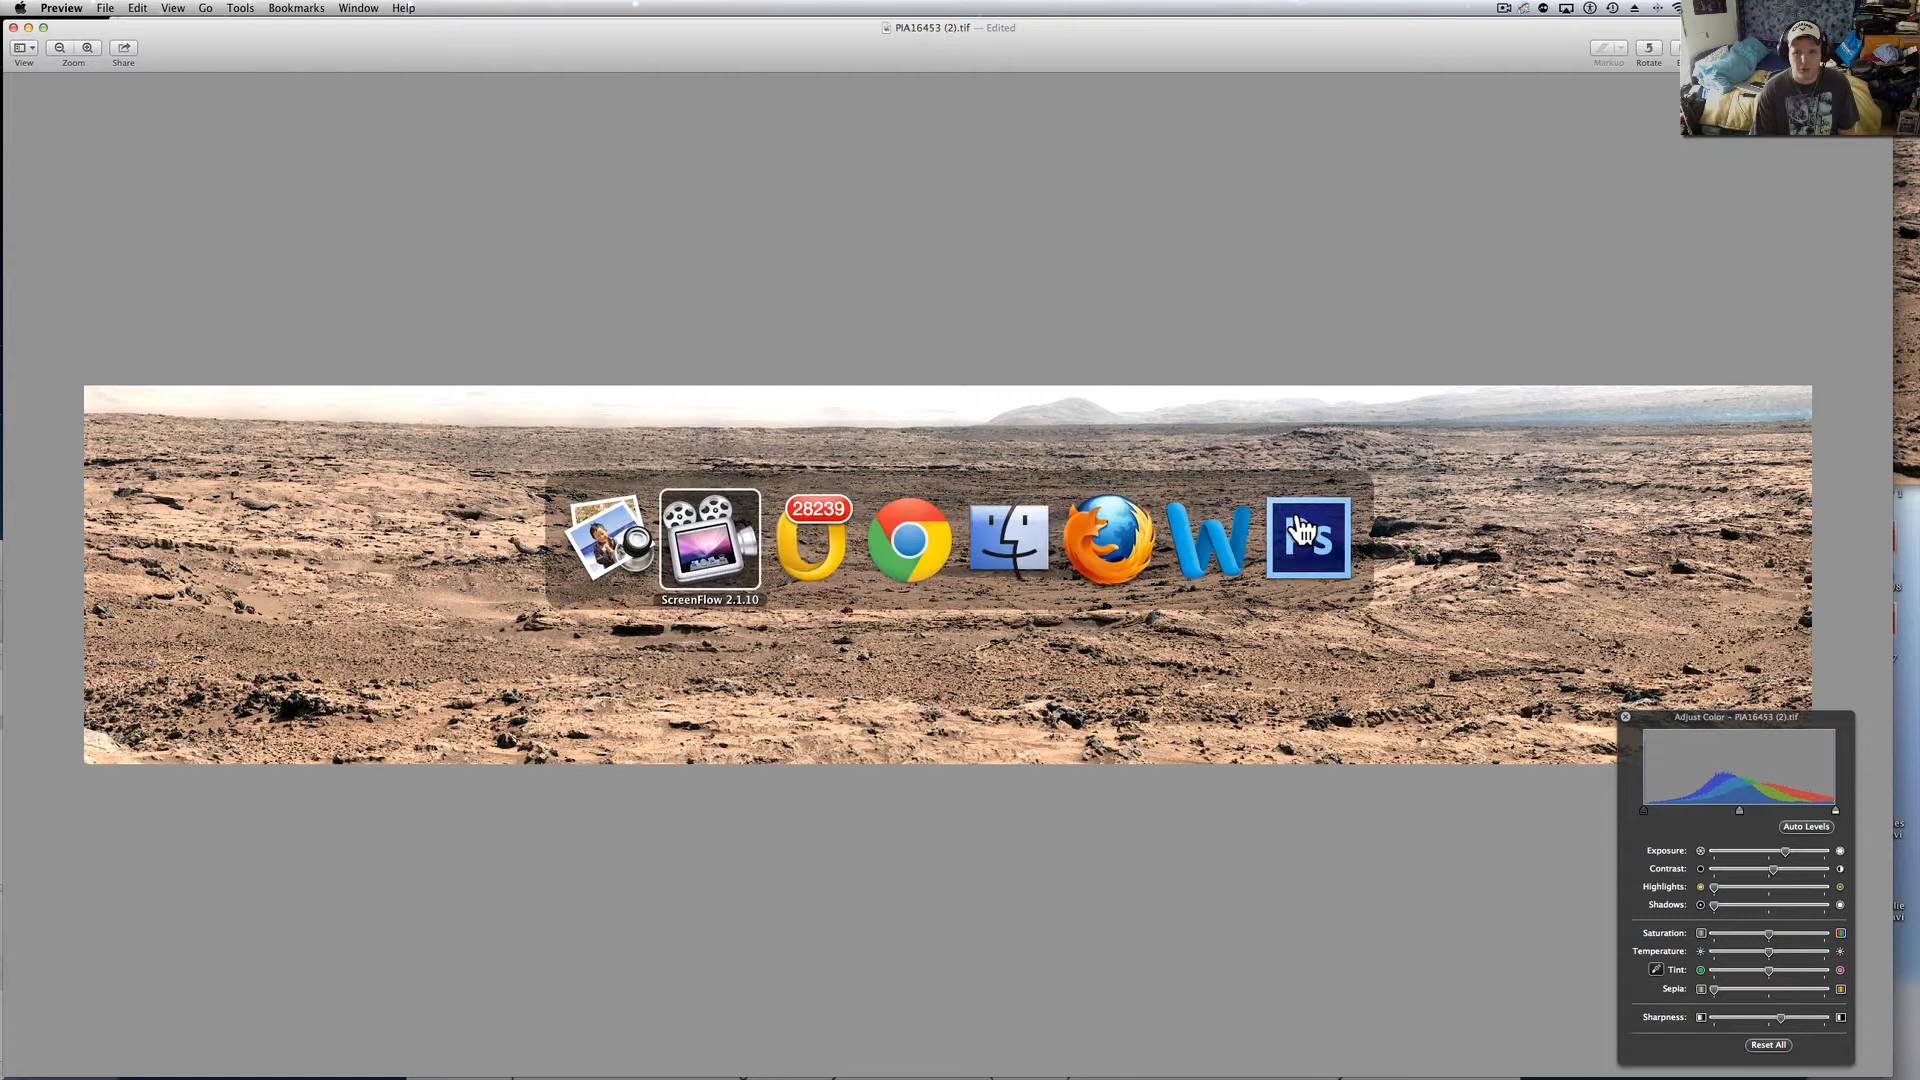 Preview File Edit View Go Tools Bookmarks Window Help
PIA16453 (2).tif — Edited
View Zoom Share Markup Rotate
28239
Ps
ScreenFlow 2.1.10
Adjust Color - PIA16453 (2).tif
Auto Levels
Exposure:
Contrast:
Highlights:
Shadows:
Saturation:
Temperature:
Tint:
Sepia:
Sharpness:
Reset All